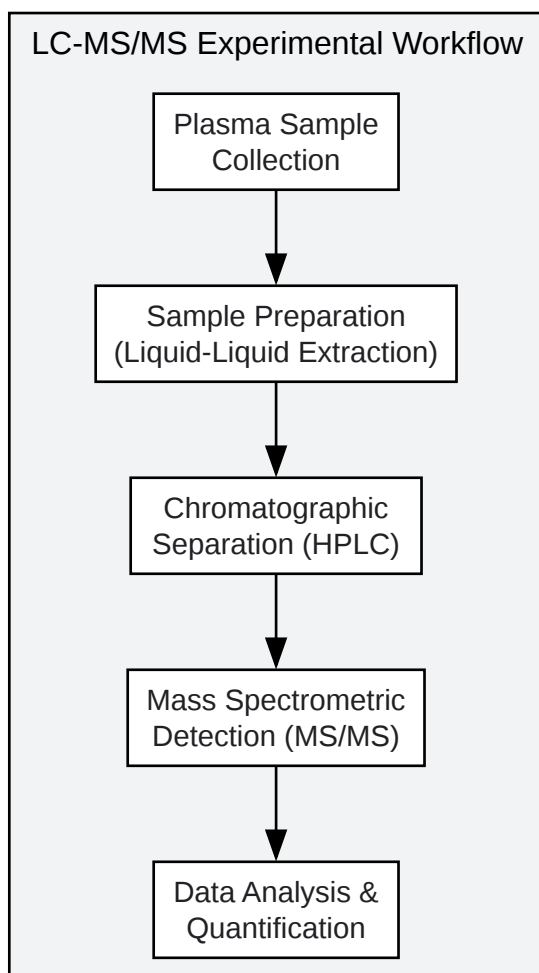 LC-MS/MS Experimental Workflow
Plasma Sample
Collection
Sample Preparation
(Liquid-Liquid Extraction)
Chromatographic
Separation (HPLC)
Mass Spectrometric
Detection (MS/MS)
Data Analysis &
Quantification